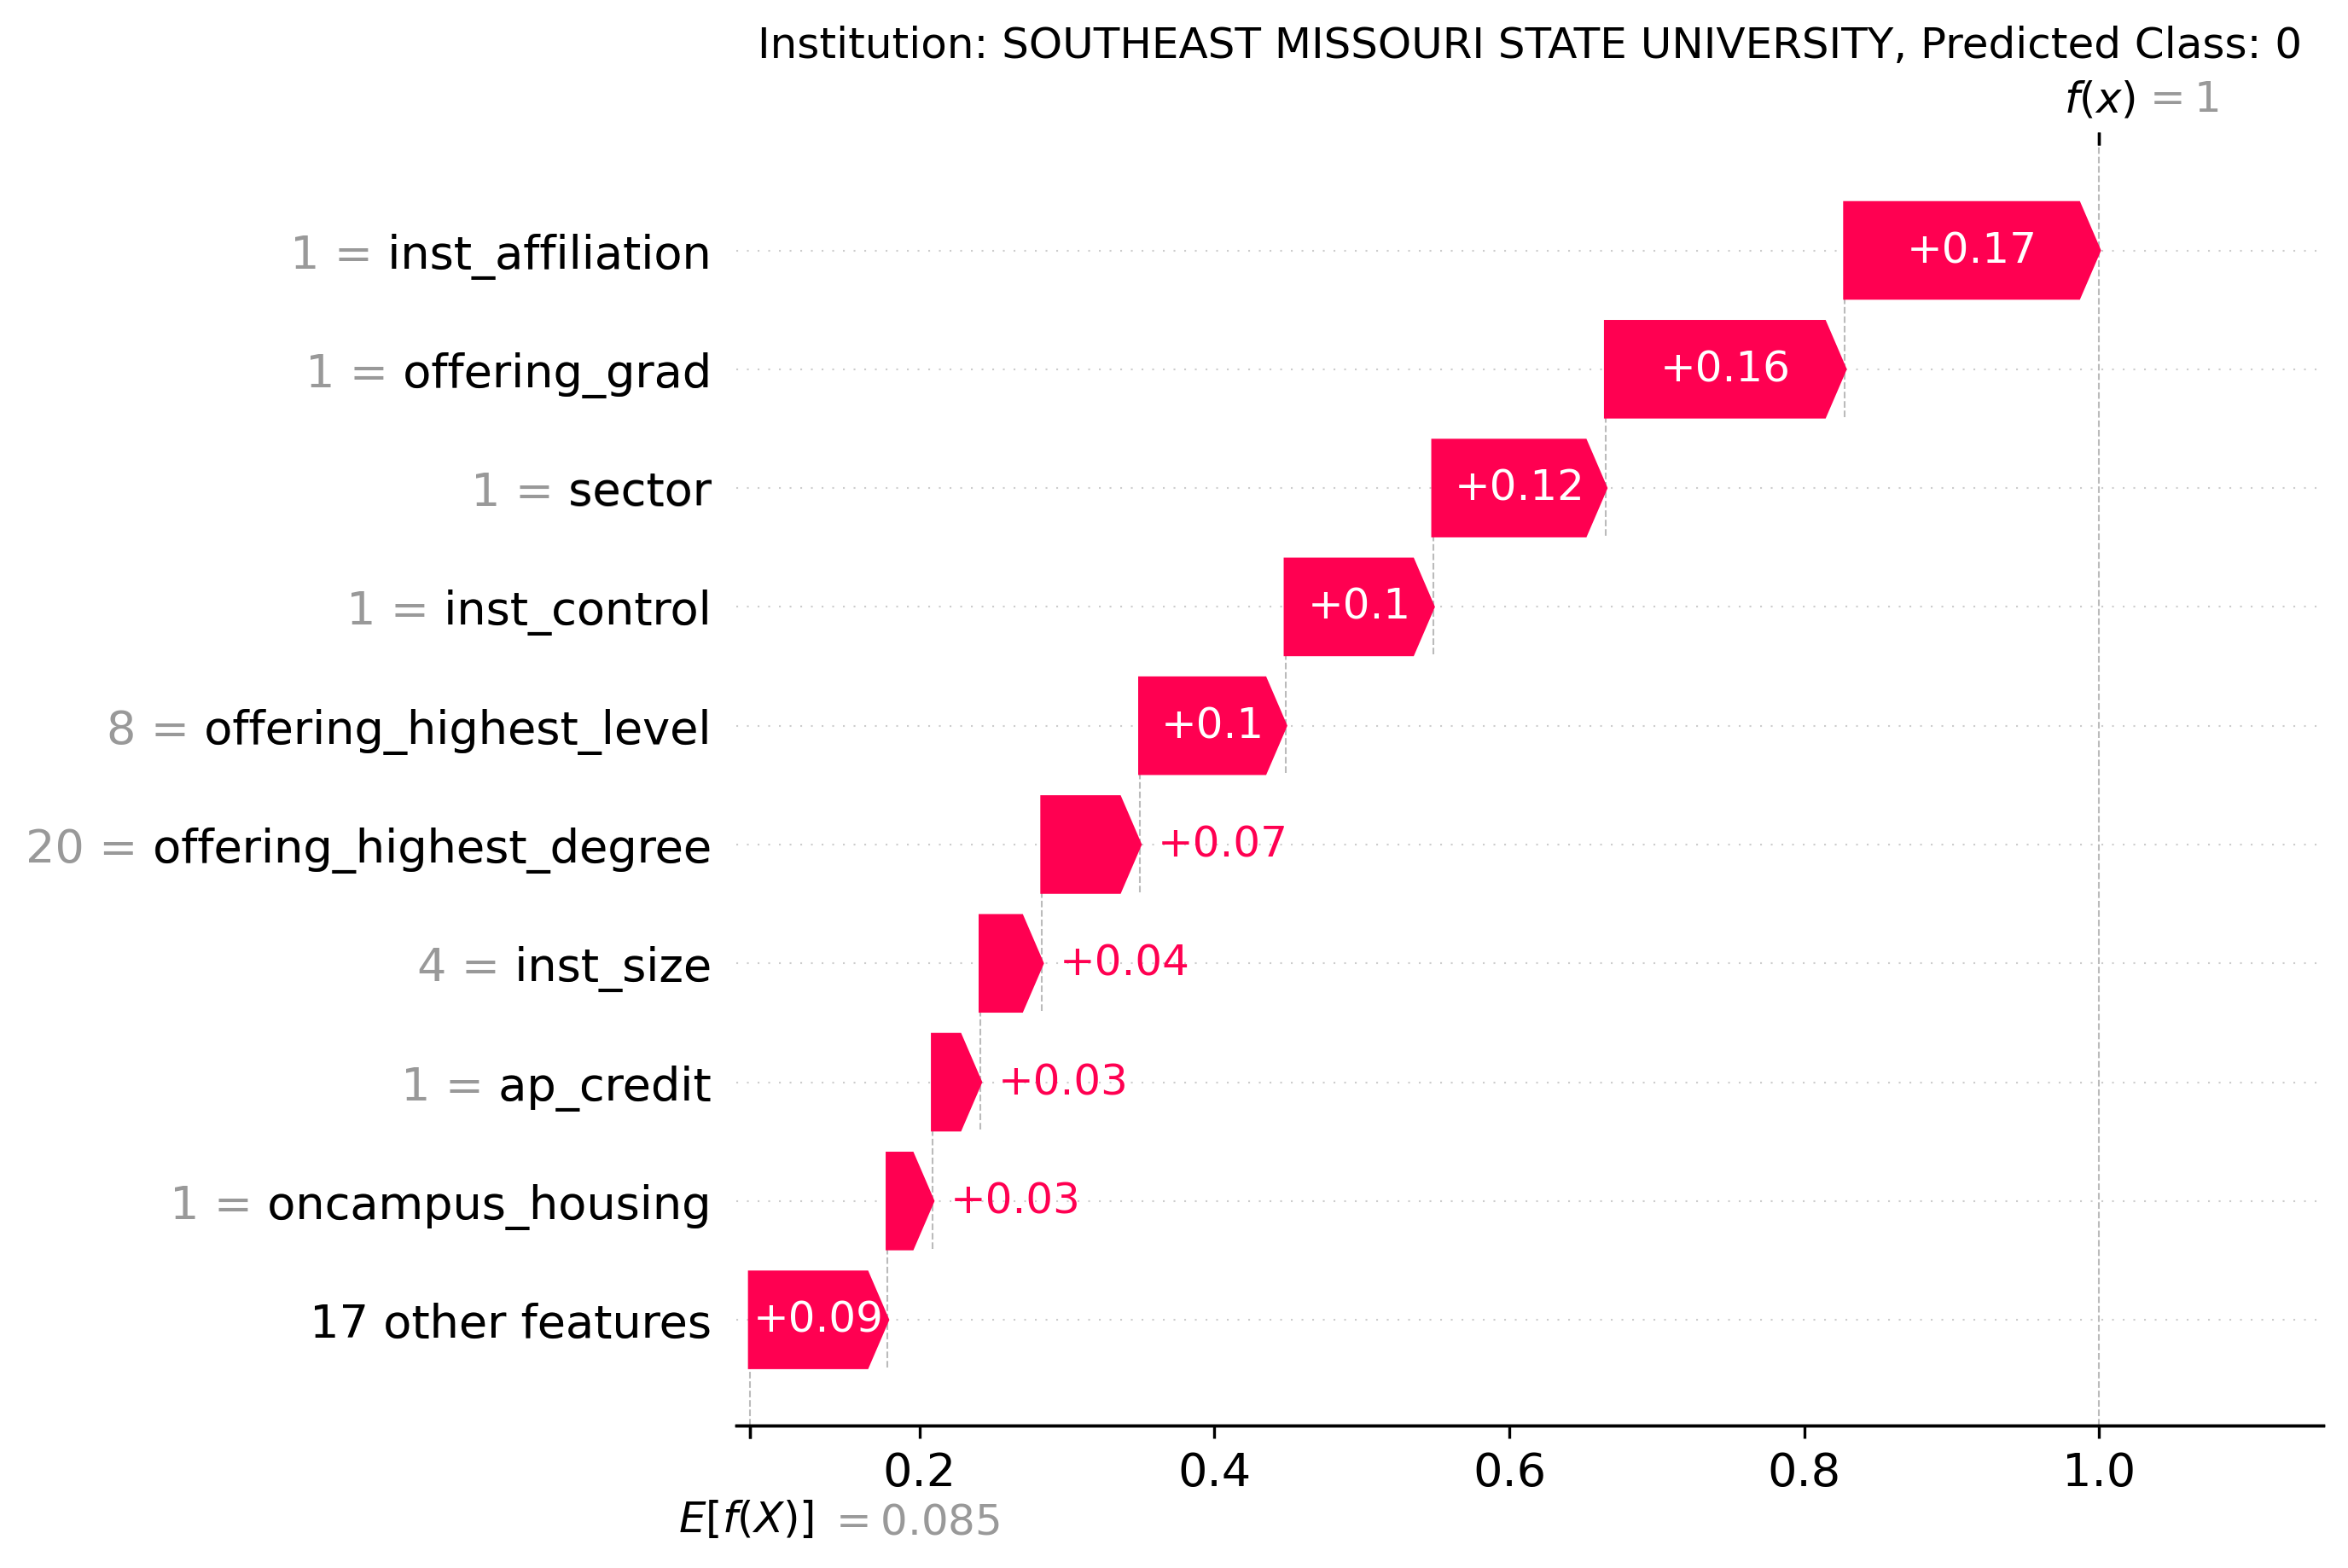 Institution: SOUTHEAST MISSOURI STATE UNIVERSITY, Predicted Class: 0
f(x) = 1
1 = inst_affiliation +0.17
1 = offering_grad +0.16
1 = sector +0.12
1 = inst_control +0.1
8 = offering_highest_level +0.1
20 = offering_highest_degree +0.07
4 = inst_size +0.04
1 = ap_credit +0.03
1 = oncampus_housing +0.03
17 other features +0.09
0.2 0.4 0.6 0.8 1.0
E[f(X)] = 0.085